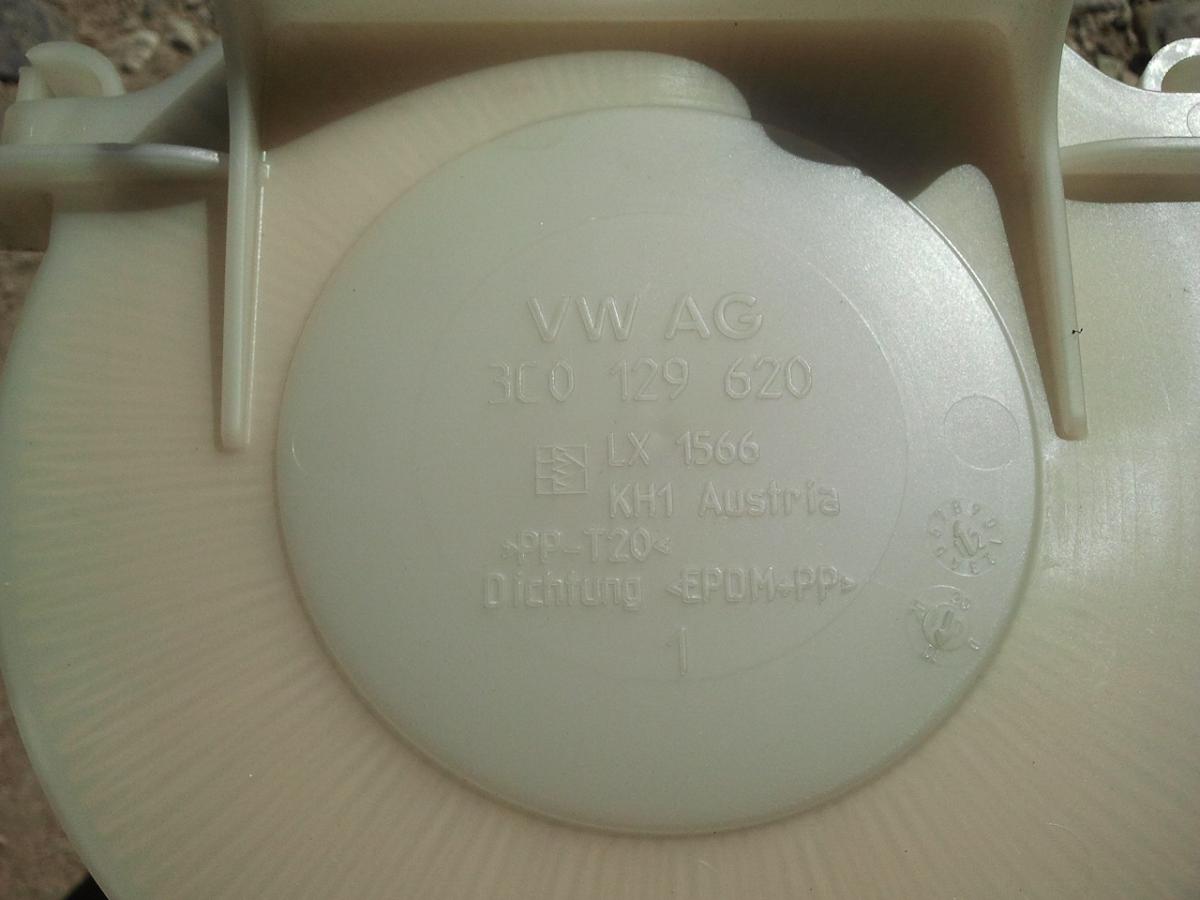 VW AG
3C0 129 620
LX 1566
KH1 Austria
>PP-T20<
Dichtung <EPDM+PP>
1